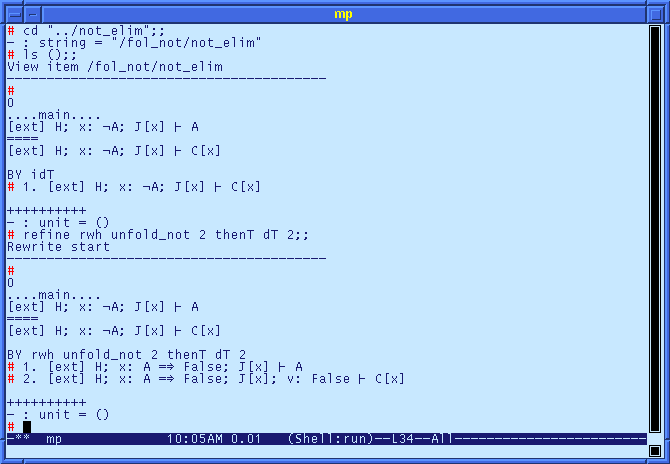 mp
# cd "../not_elim";;
- : string = "/fol_not/not_elim"
# ls ();;
View item /fol_not/not_elim
----------------------------------------
#
0
....main....
[ext] H; x: ¬A; J[x] ⊢ A
====
[ext] H; x: ¬A; J[x] ⊢ C[x]
BY idT
# 1. [ext] H; x: ¬A; J[x] ⊢ C[x]
++++++++++
- : unit = ()
# refine rwh unfold_not 2 thenT dT 2;;
Rewrite start
----------------------------------------
#
0
....main....
[ext] H; x: ¬A; J[x] ⊢ A
====
[ext] H; x: ¬A; J[x] ⊢ C[x]
BY rwh unfold_not 2 thenT dT 2
# 1. [ext] H; x: A ⇒ False; J[x] ⊢ A
# 2. [ext] H; x: A ⇒ False; J[x]; v: False ⊢ C[x]
++++++++++
- : unit = ()
#
-** mp 10:05AM 0.01 (Shell:run)--L34--All------------------------